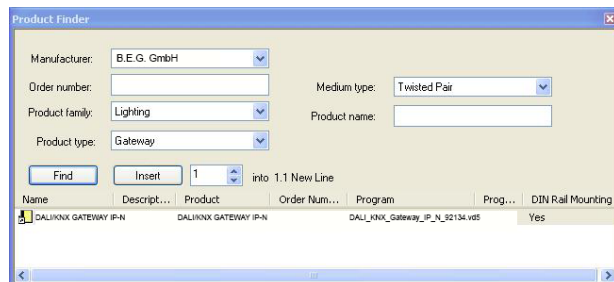 Product Finder
Manufacturer: B.E.G. GmbH
Order number: Medium type: Twisted Pair
Product family: Lighting Product name:
Product type: Gateway
Find Insert 1 into 1.1 New Line
Name Descript... Product Order Num... Program Prog... DIN Rail Mounting
DALI/KNX GATEWAY IP-N DALI/KNX GATEWAY IP-N DALI_KNX_Gateway_IP_N_92134.vd5 Yes